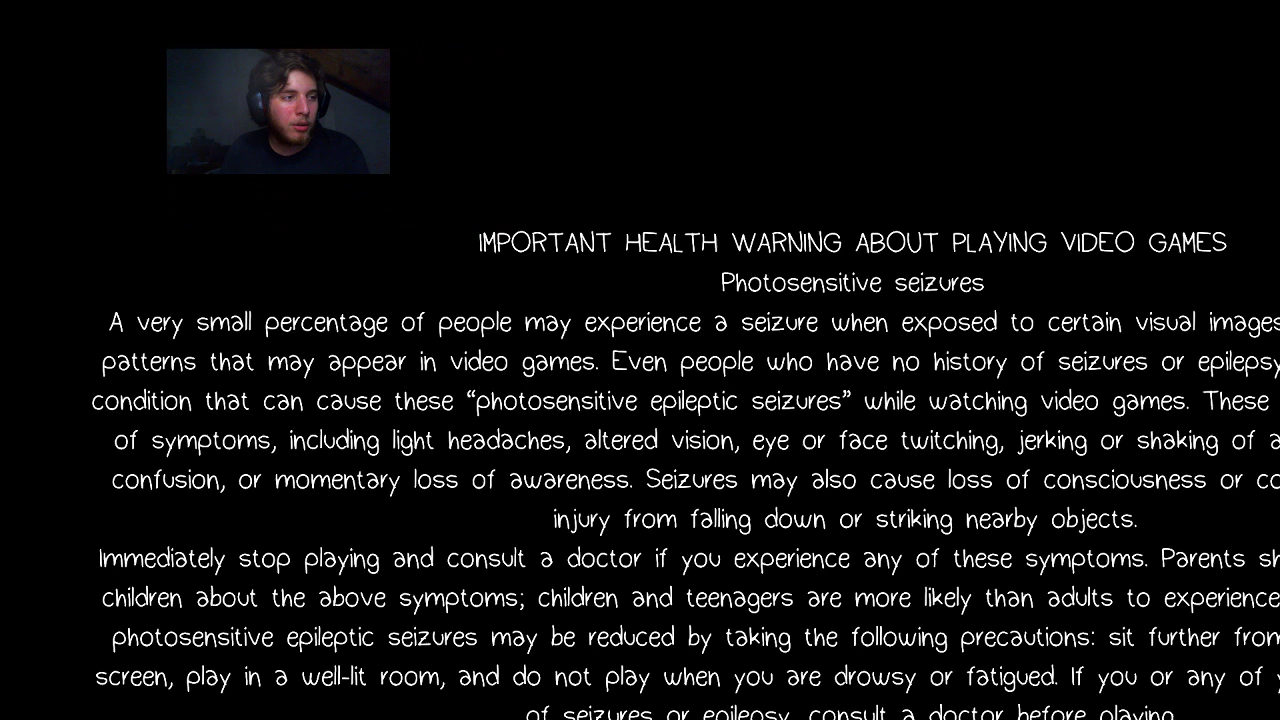 IMPORTANT HEALTH WARNING ABOUT PLAYING VIDEO GAMES
Photosensitive seizures
A very small percentage of people may experience a seizure when exposed to certain visual images
patterns that may appear in video games. Even people who have no history of seizures or epilepsy
condition that can cause these “photosensitive epileptic seizures” while watching video games. These
of symptoms, including light headaches, altered vision, eye or face twitching, jerking or shaking of
confusion, or momentary loss of awareness. Seizures may also cause loss of consciousness or
injury from falling down or striking nearby objects.
Immediately stop playing and consult a doctor if you experience any of these symptoms. Parents
children about the above symptoms; children and teenagers are more likely than adults to experience
photosensitive epileptic seizures may be reduced by taking the following precautions: sit further from
screen, play in a well-lit room, and do not play when you are drowsy or fatigued. If you or any of
of seizures or epilepsy, consult a doctor before playing